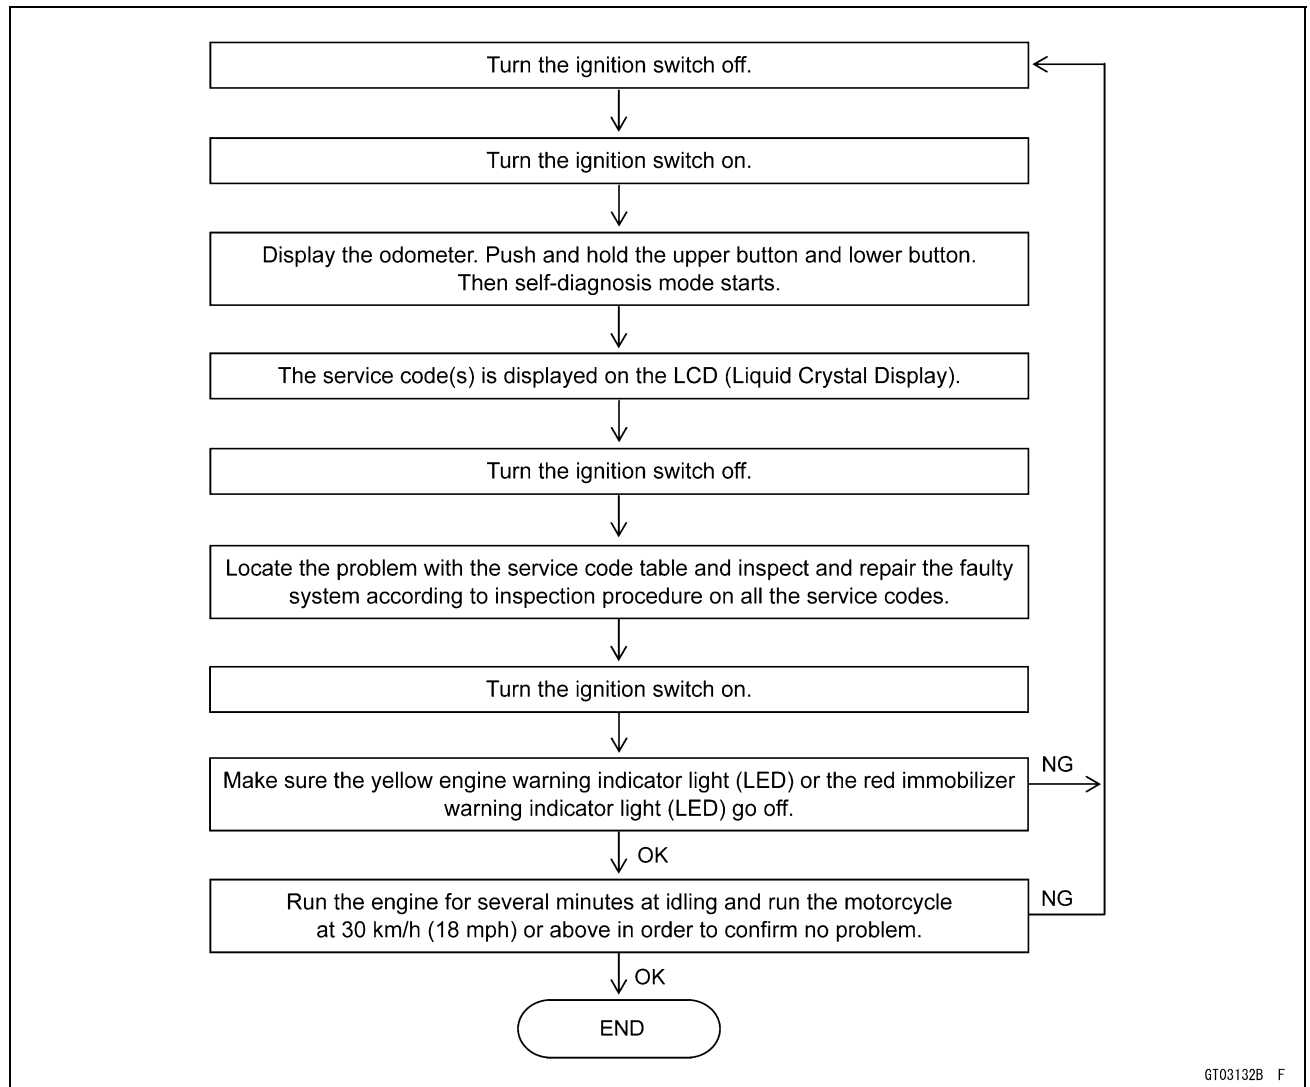 Turn the ignition switch off.
Turn the ignition switch on.
Display the odometer. Push and hold the upper button and lower button.
Then self-diagnosis mode starts.
The service code(s) is displayed on the LCD (Liquid Crystal Display).
Turn the ignition switch off.
Locate the problem with the service code table and inspect and repair the faulty
system according to inspection procedure on all the service codes.
Turn the ignition switch on.
Make sure the yellow engine warning indicator light (LED) or the red immobilizer
warning indicator light (LED) go off.
NG
OK
Run the engine for several minutes at idling and run the motorcycle
at 30 km/h (18 mph) or above in order to confirm no problem.
NG
OK
END
GT03132B F